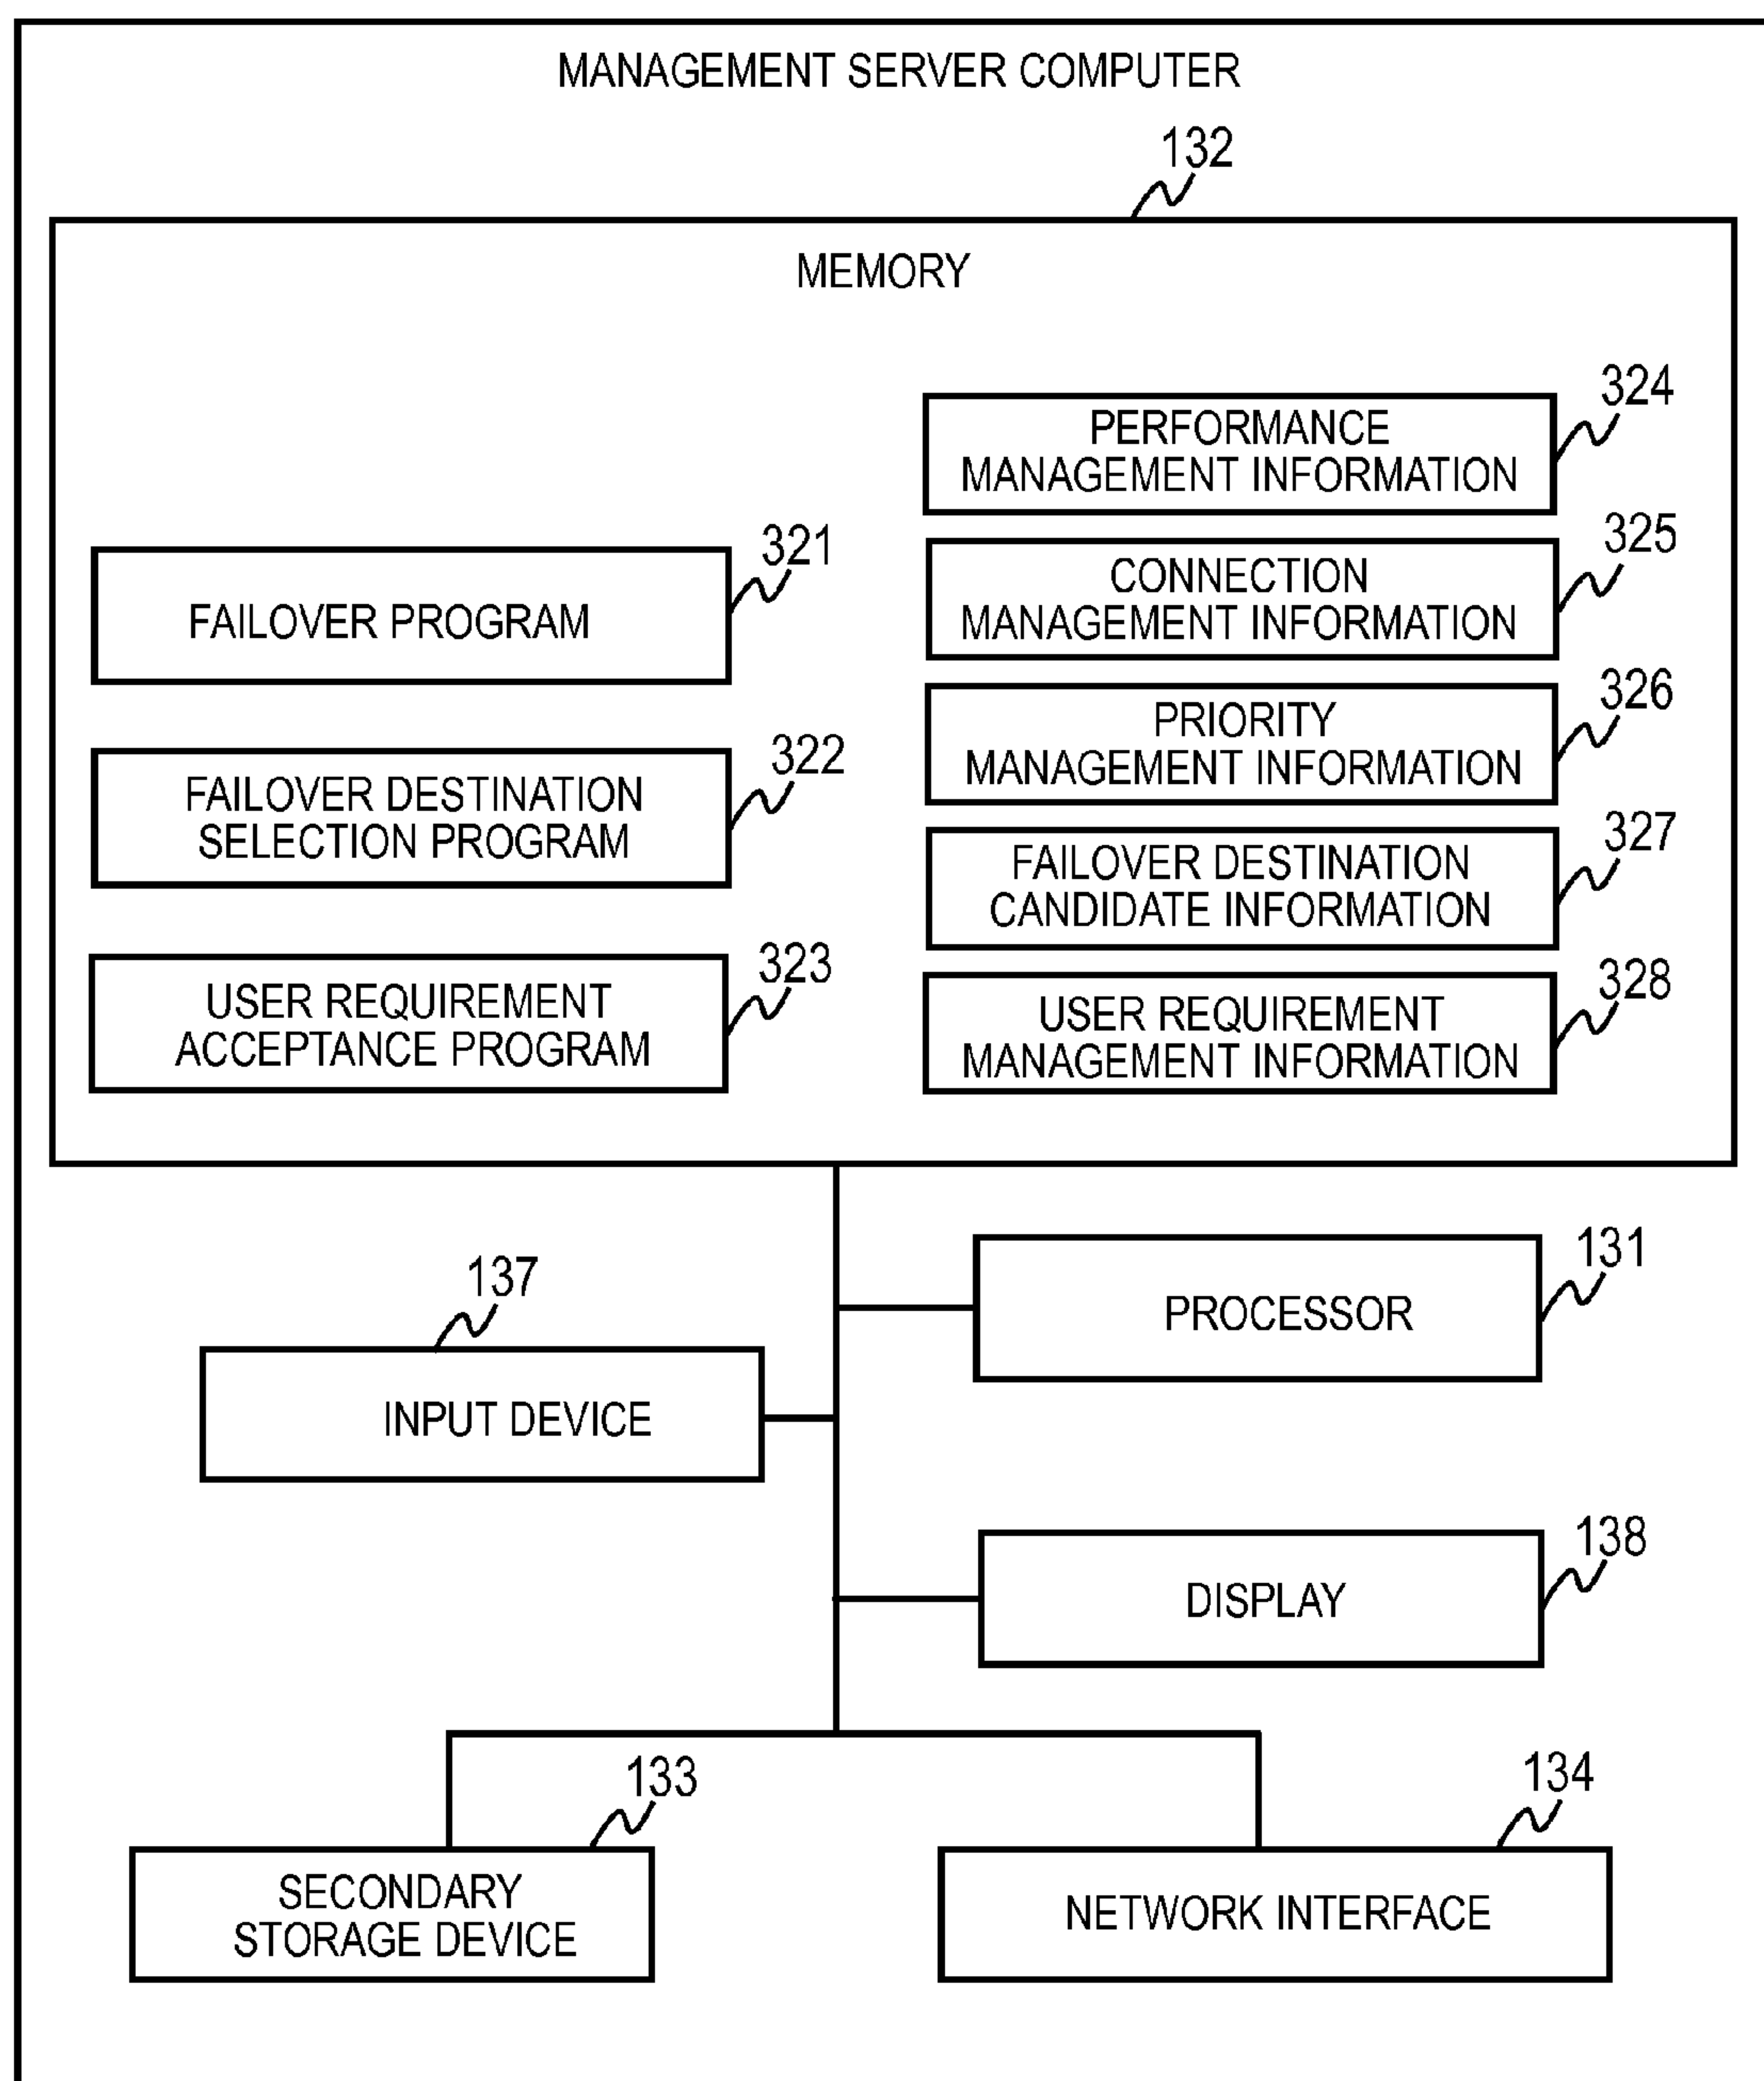 MANAGEMENT SERVER COMPUTER
132
MEMORY
321
FAILOVER PROGRAM
322
FAILOVER DESTINATION
SELECTION PROGRAM
323
USER REQUIREMENT
ACCEPTANCE PROGRAM
324
PERFORMANCE
MANAGEMENT INFORMATION
325
CONNECTION
MANAGEMENT INFORMATION
326
PRIORITY
MANAGEMENT INFORMATION
327
FAILOVER DESTINATION
CANDIDATE INFORMATION
328
USER REQUIREMENT
MANAGEMENT INFORMATION
131
PROCESSOR
137
INPUT DEVICE
138
DISPLAY
133
SECONDARY
STORAGE DEVICE
134
NETWORK INTERFACE